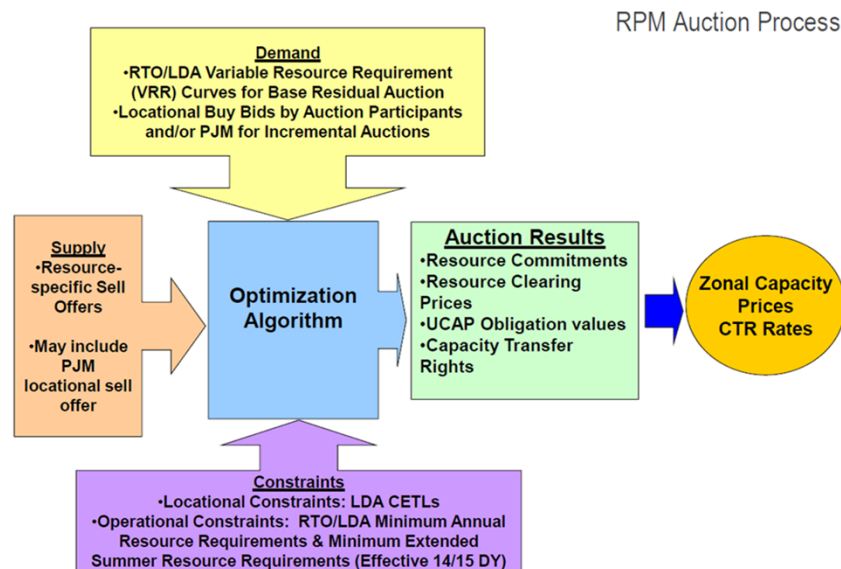 RPM Auction Process
Demand
•RTO/LDA Variable Resource Requirement
(VRR) Curves for Base Residual Auction
•Locational Buy Bids by Auction Participants
and/or PJM for Incremental Auctions
Supply
•Resource-
specific Sell
Offers
•May include
PJM
locational sell
offer
Optimization
Algorithm
Auction Results
•Resource Commitments
•Resource Clearing
Prices
•UCAP Obligation values
•Capacity Transfer
Rights
Zonal Capacity
Prices
CTR Rates
Constraints
•Locational Constraints: LDA CETLs
•Operational Constraints: RTO/LDA Minimum Annual
Resource Requirements & Minimum Extended
Summer Resource Requirements (Effective 14/15 DY)